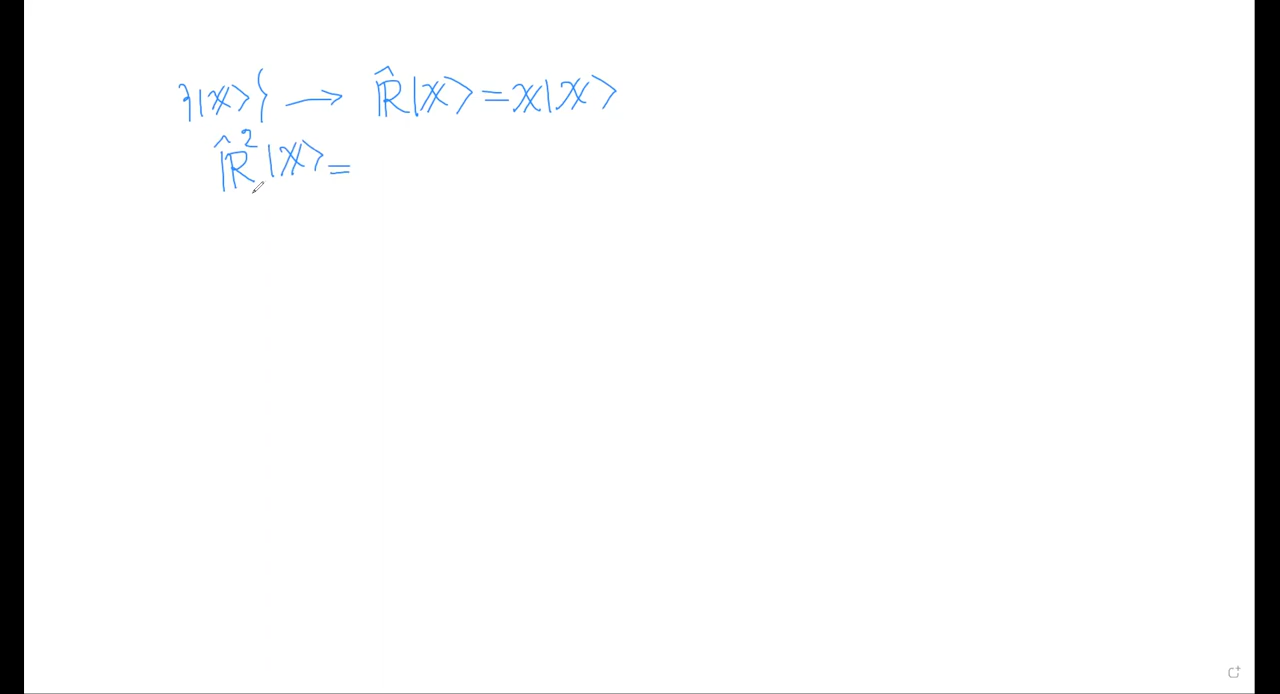 {|𝕏⟩} → R̂|𝕏⟩ = 𝕏|𝕏⟩
R̂²|𝕏⟩ =